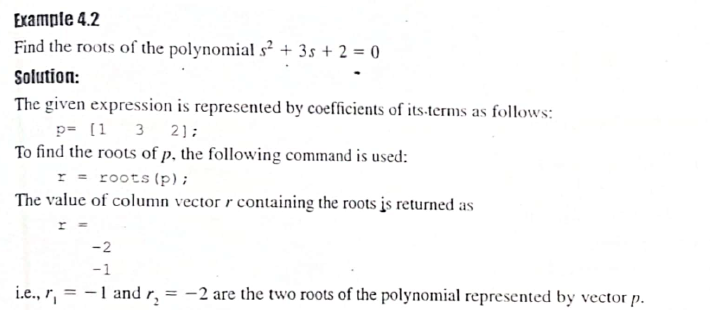 Example 4.2
Find the roots of the polynomial s² + 3s + 2 = 0
Solution:
The given expression is represented by coefficients of its terms as follows:
p= [1 3 2];
To find the roots of p, the following command is used:
r = roots(p);
The value of column vector r containing the roots is returned as
r =
-2
-1
i.e., r₁ = −1 and r₂ = −2 are the two roots of the polynomial represented by vector p.